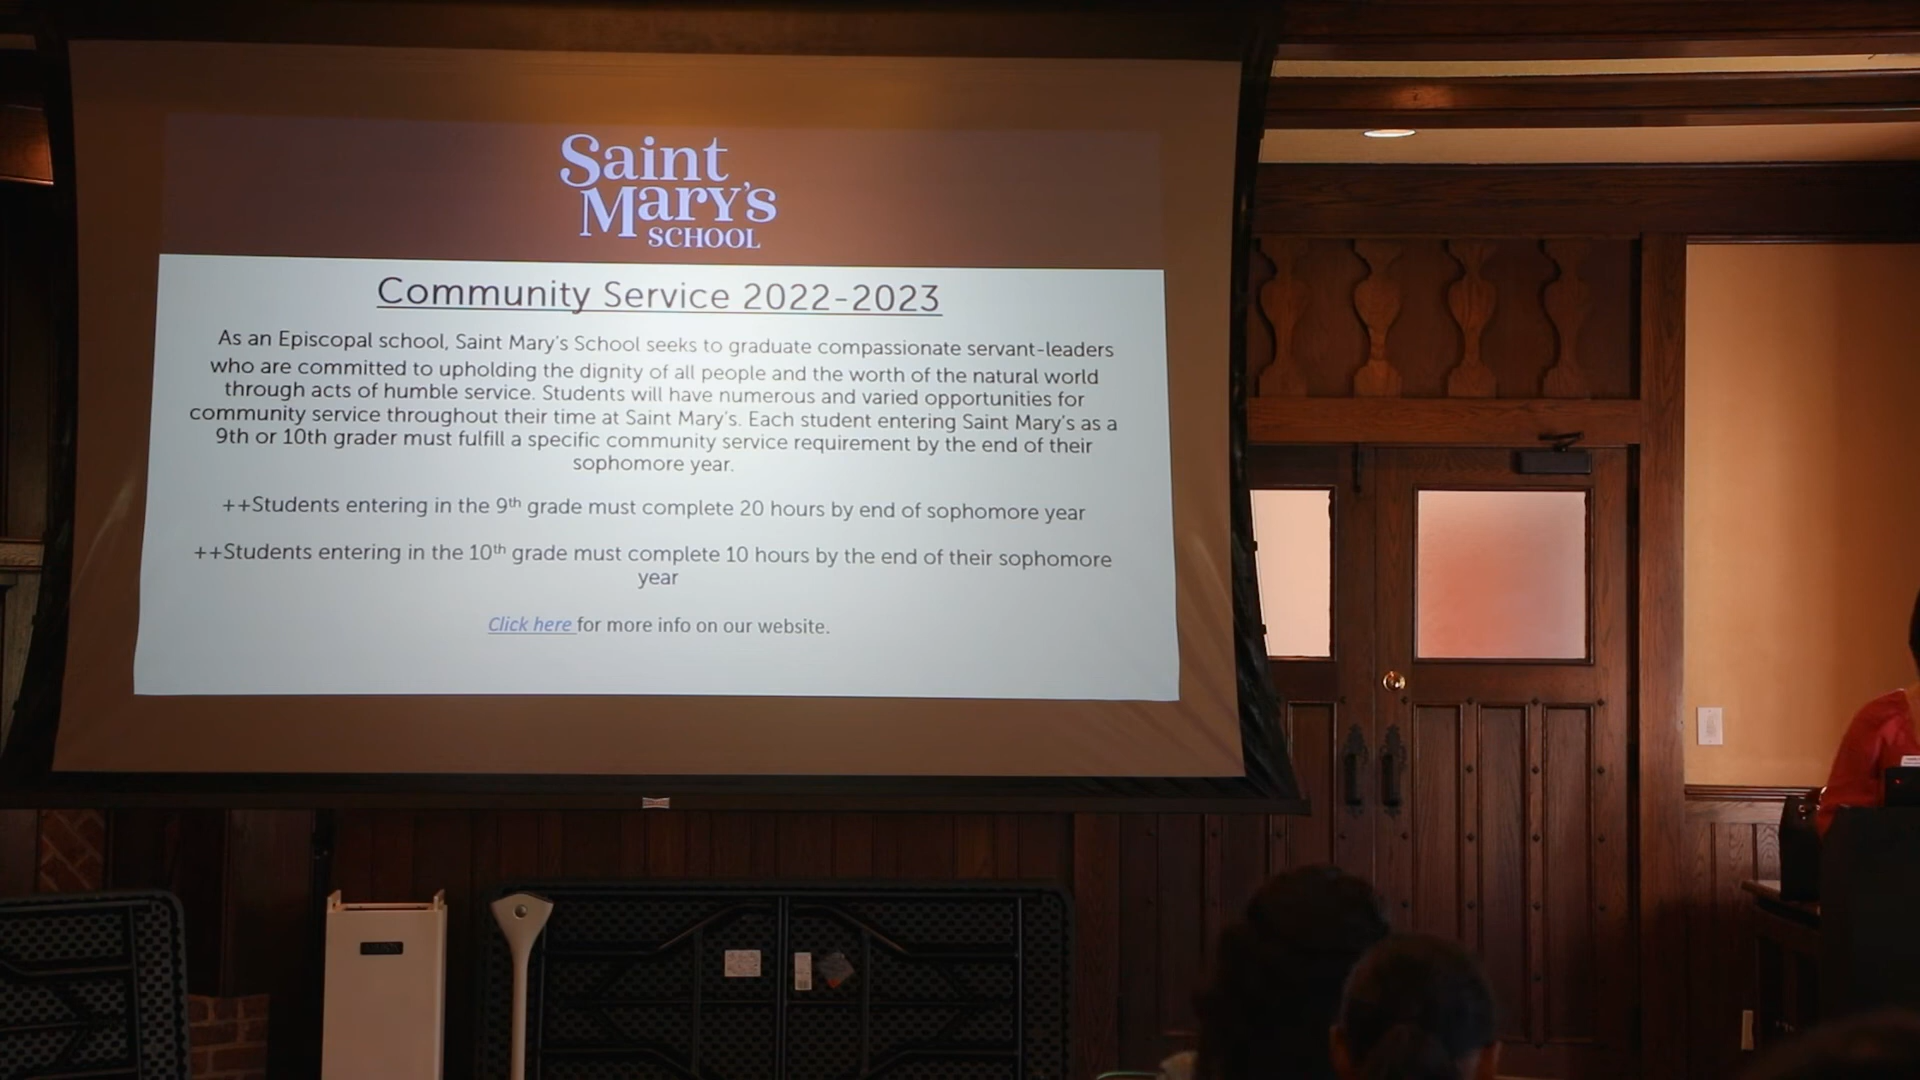 Saint
Mary's
SCHOOL
Community Service 2022-2023
As an Episcopal school, Saint Mary's School seeks to graduate compassionate servant-leaders
who are committed to upholding the dignity of all people and the worth of the natural world
through acts of humble service. Students will have numerous and varied opportunities for
community service throughout their time at Saint Mary's. Each student entering Saint Mary's as a
9th or 10th grader must fulfill a specific community service requirement by the end of their
sophomore year.
++Students entering in the 9th grade must complete 20 hours by end of sophomore year
++Students entering in the 10th grade must complete 10 hours by the end of their sophomore
year
Click here for more info on our website.